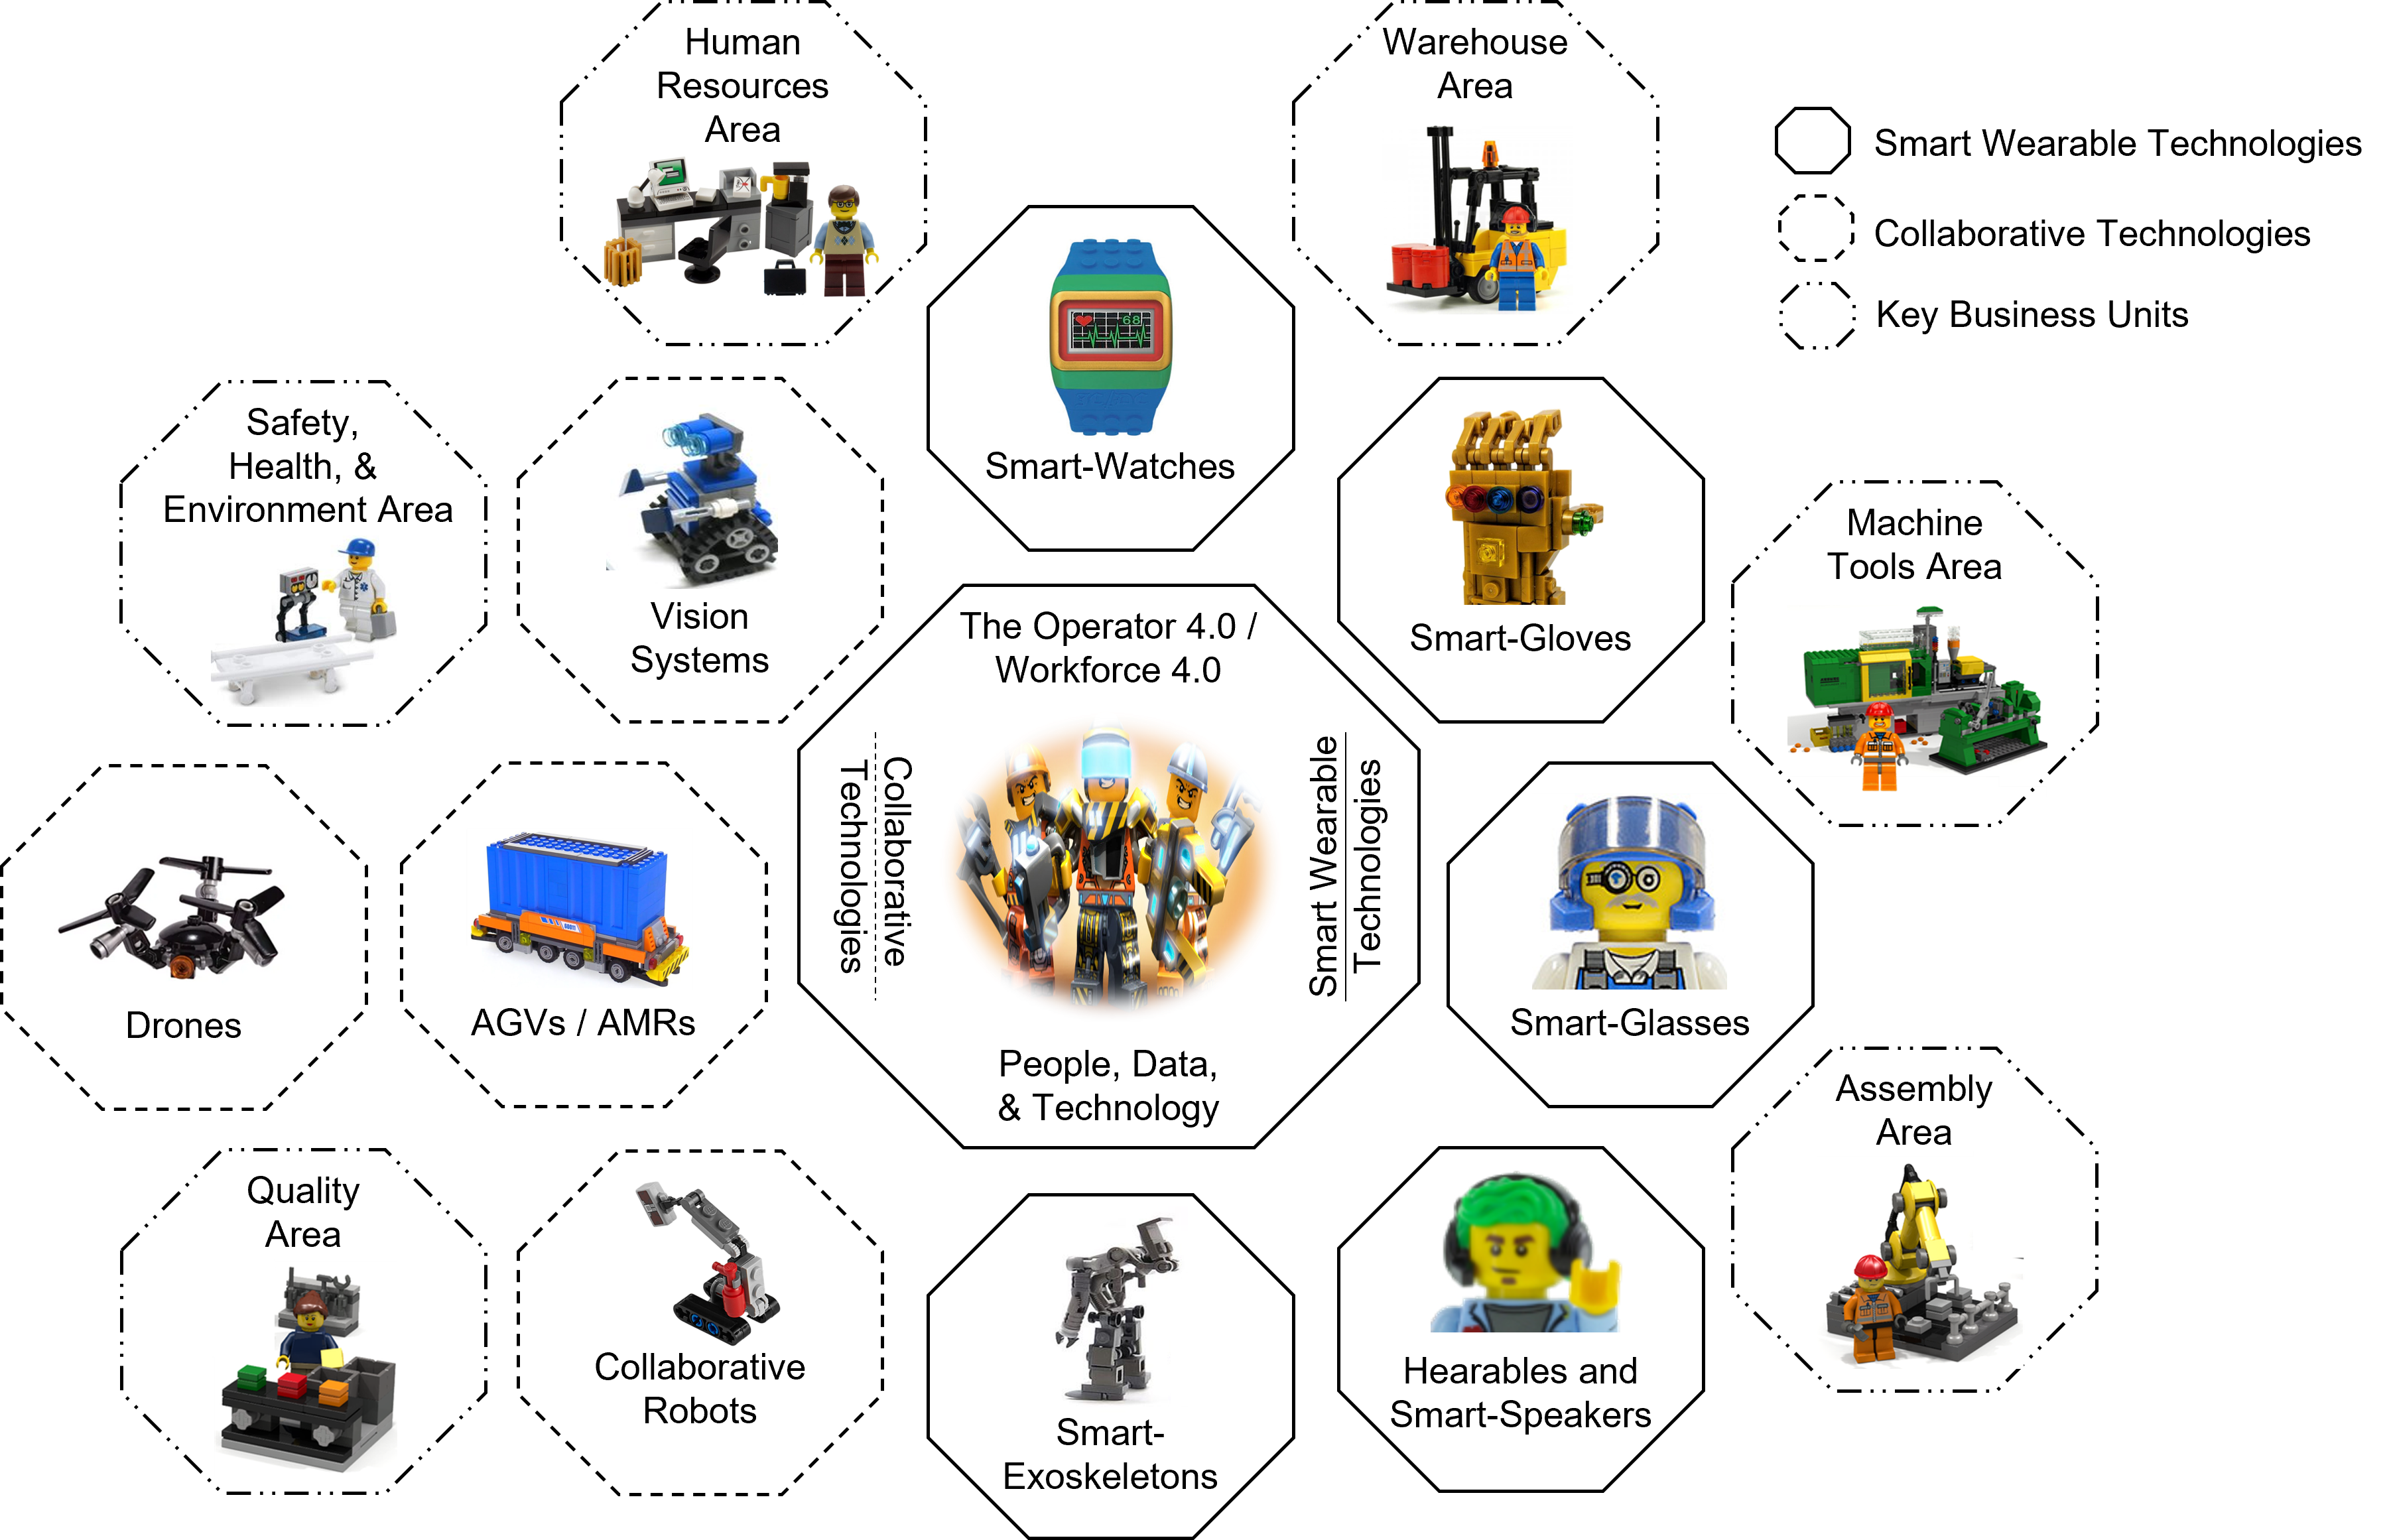 Human
Resources
Area
Warehouse
Area
Smart Wearable Technologies
Collaborative Technologies
Key Business Units
68
Smart-Watches
Safety,
Health, &
Environment Area
Vision
Systems
Smart-Gloves
Machine
Tools Area
The Operator 4.0 /
Workforce 4.0
Collaborative
Technologies
Smart Wearable
Technologies
People, Data,
& Technology
Drones
AGVs / AMRs
Smart-Glasses
Assembly
Area
Quality
Area
Collaborative
Robots
Smart-
Exoskeletons
Hearables and
Smart-Speakers